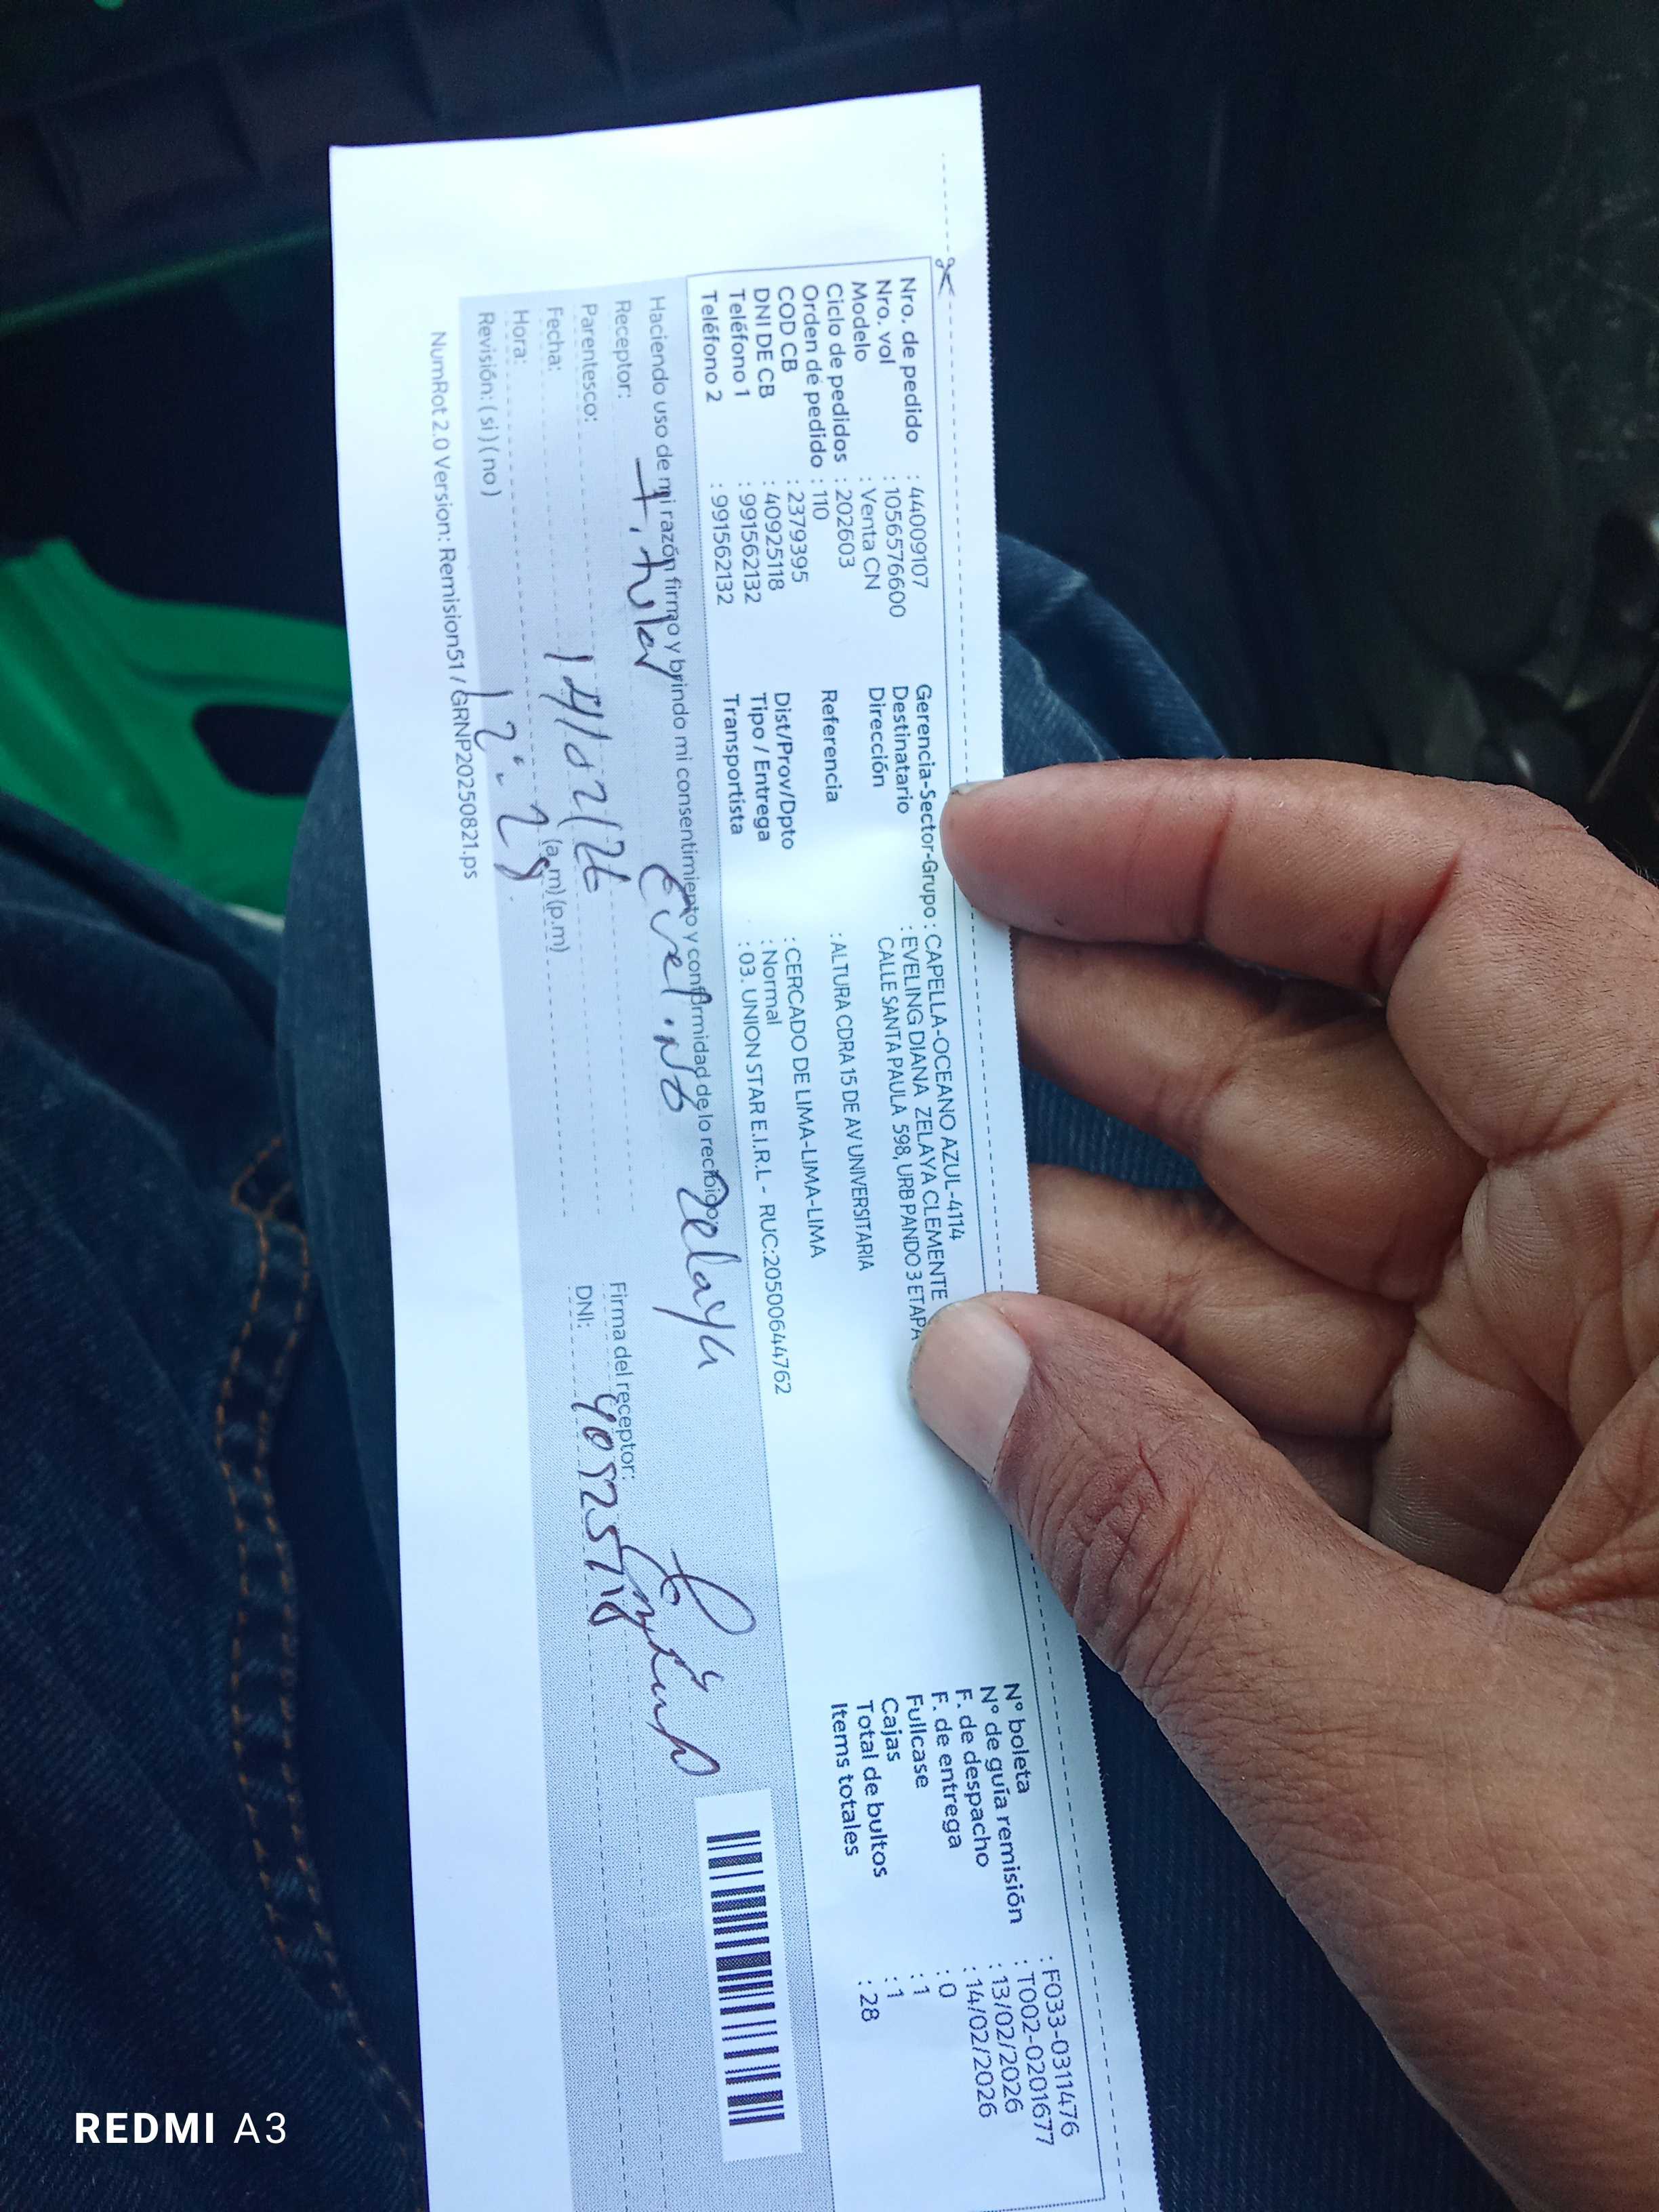 Nro. de pedido : 44009107
Nro. vol : 1056576600
Modelo : Venta CN
Ciclo de pedidos : 202603
Orden de pedido : 110
COD CB : 2379395
DNI DE CB : 40925118
Teléfono 1 : 991562132
Teléfono 2 : 991562132
Gerencia-Sector-Grupo : CAPELLA-OCEANO AZUL-4114
Destinatario : EVELING DIANA ZELAYA CLEMENTE
Dirección CALLE SANTA PAULA 598, URB PANDO 3 ETAPA
Referencia : ALTURA CDRA 15 DE AV UNIVERSITARIA
Dist/Prov/Dpto : CERCADO DE LIMA-LIMA-LIMA
Tipo / Entrega : Normal
Transportista : 03. UNION STAR E.I.R.L - RUC:20500644762
N° boleta : F033-0311476
N° de guía remisión : T002-0201677
F. de despacho : 13/02/2026
F. de entrega : 14/02/2026
Fullcase : 0
Cajas : 1
Total de bultos : 1
Items totales : 28
Haciendo uso de mi razón firmo y brindo mi consentimiento y conformidad de lo recibido
Receptor: Titular Zelaya
Parentesco:
Fecha: 14/02/26
Hora: 12:28 (a.m) (p.m)
Revisión: ( si ) ( no )
Firma del receptor:
DNI: 40925118
NumRot 2.0 Version: Remision51 / GRNP20250821.ps
REDMI A3